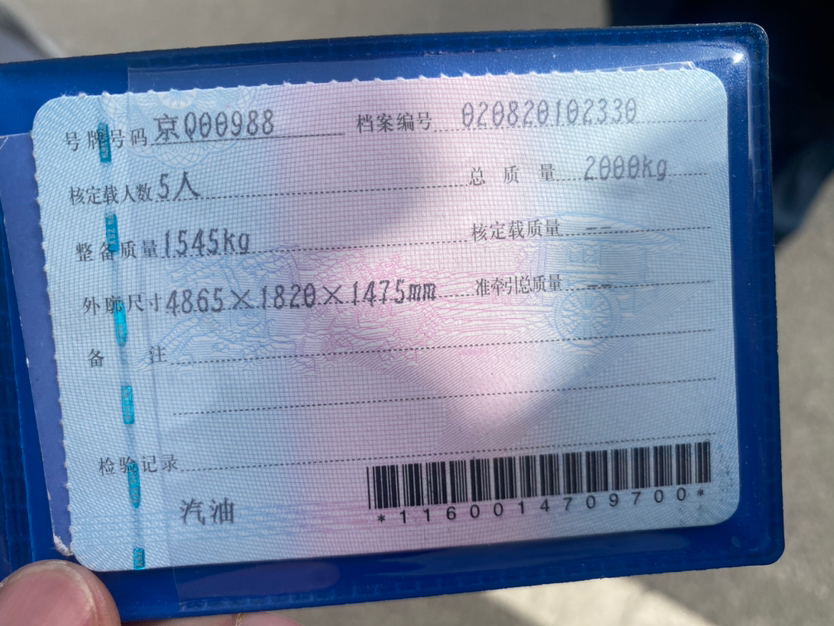 号牌号码 京Q00988 档案编号 020820102330
核定载人数 5人 总质量 2000kg
整备质量 1545kg 核定载质量 --
外廓尺寸 4865×1820×1475mm 准牵引总质量 --
备注
检验记录
汽油
*1160014709700*